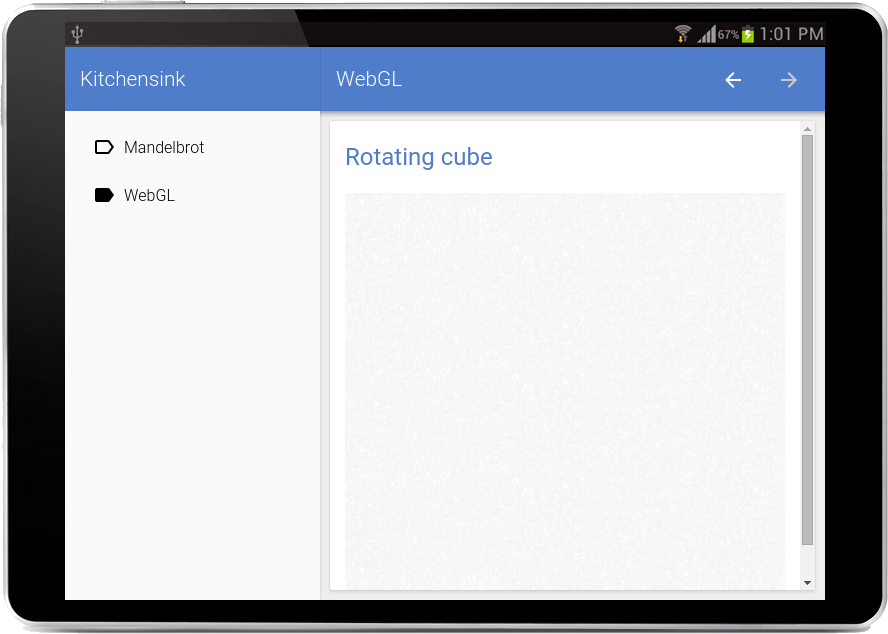 67% 1:01 PM
Kitchensink
WebGL
Mandelbrot
WebGL
Rotating cube